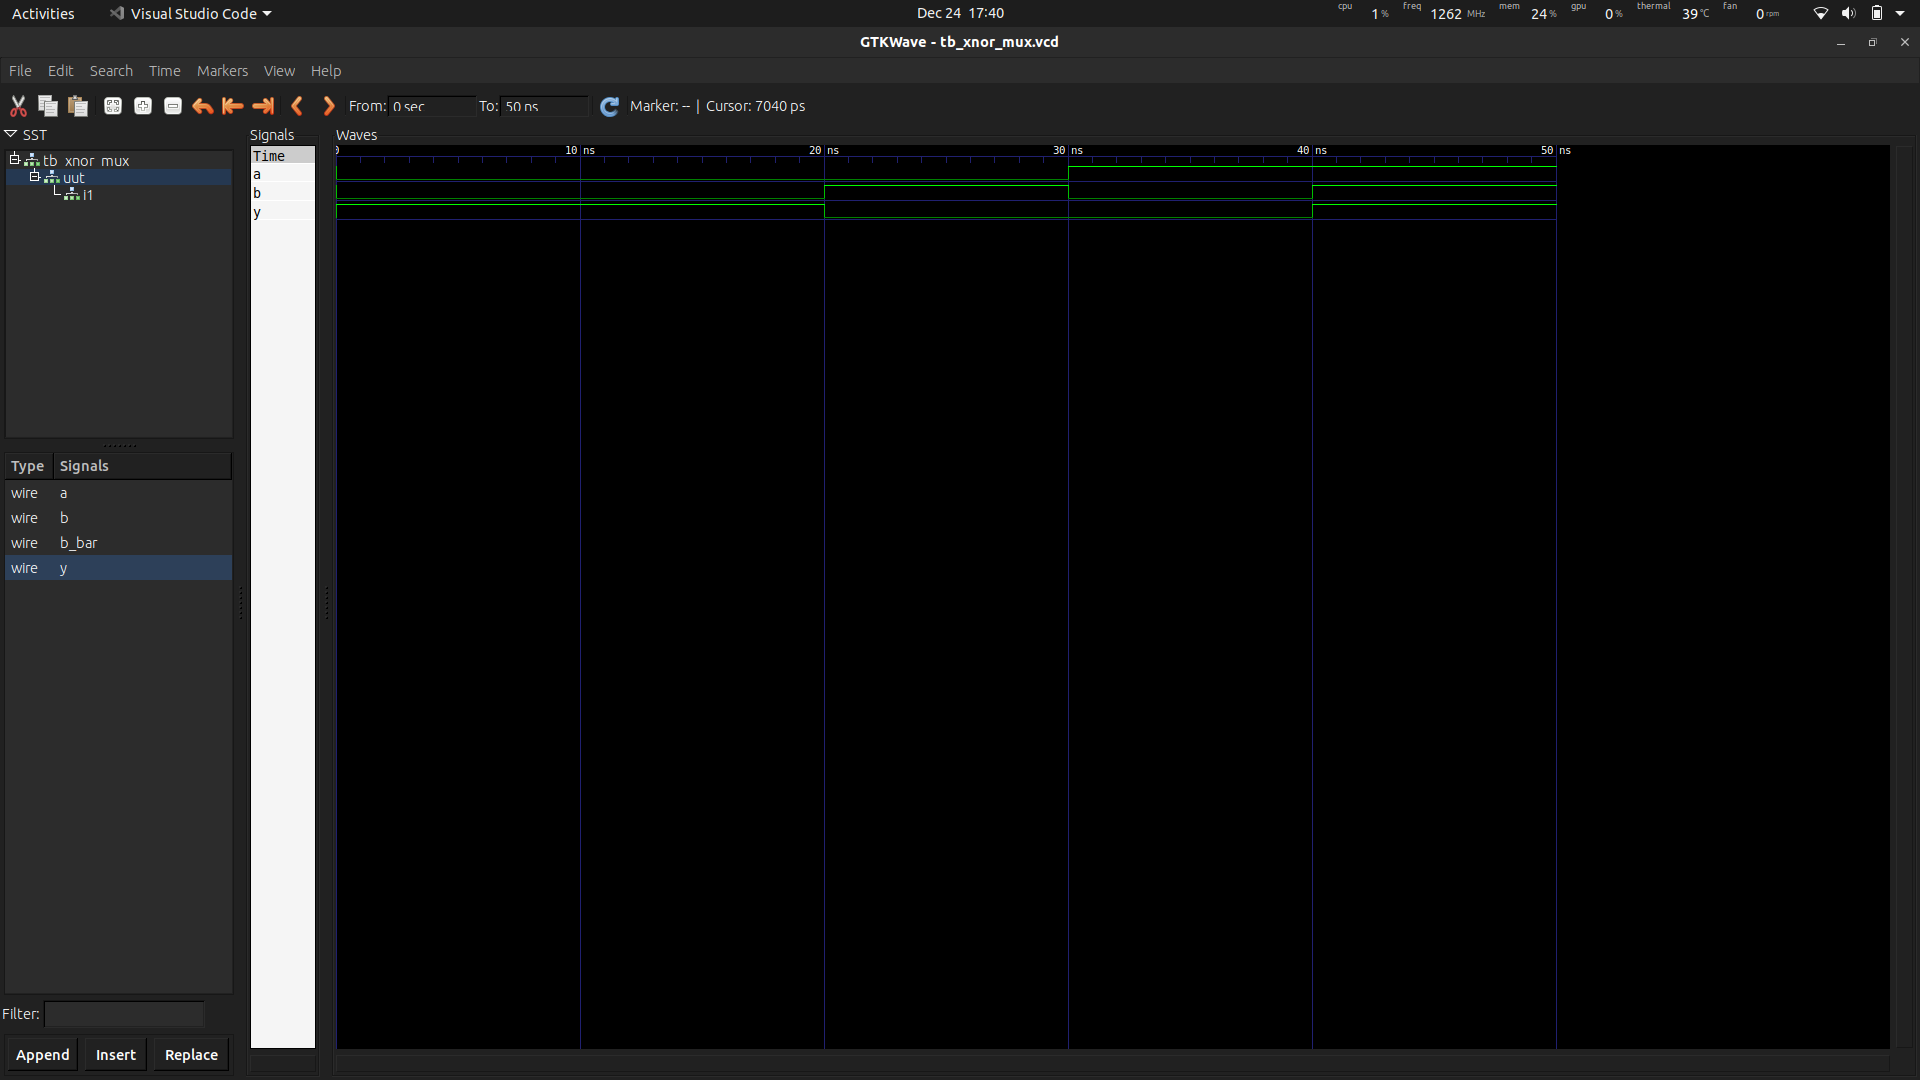 Activities Visual Studio Code Dec 24 17:40 cpu 1 % freq 1262 MHz mem 24 % gpu 0 % thermal 39 °C fan 0 rpm
GTKWave - tb_xnor_mux.vcd
File Edit Search Time Markers View Help
From: 0 sec To: 50 ns Marker: -- | Cursor: 7040 ps
SST
tb_xnor_mux
uut
i1
Type Signals
wire a
wire b
wire b_bar
wire y
Filter:
Append Insert Replace
Signals
Time
a
b
y
Waves
0 10 ns 20 ns 30 ns 40 ns 50 ns